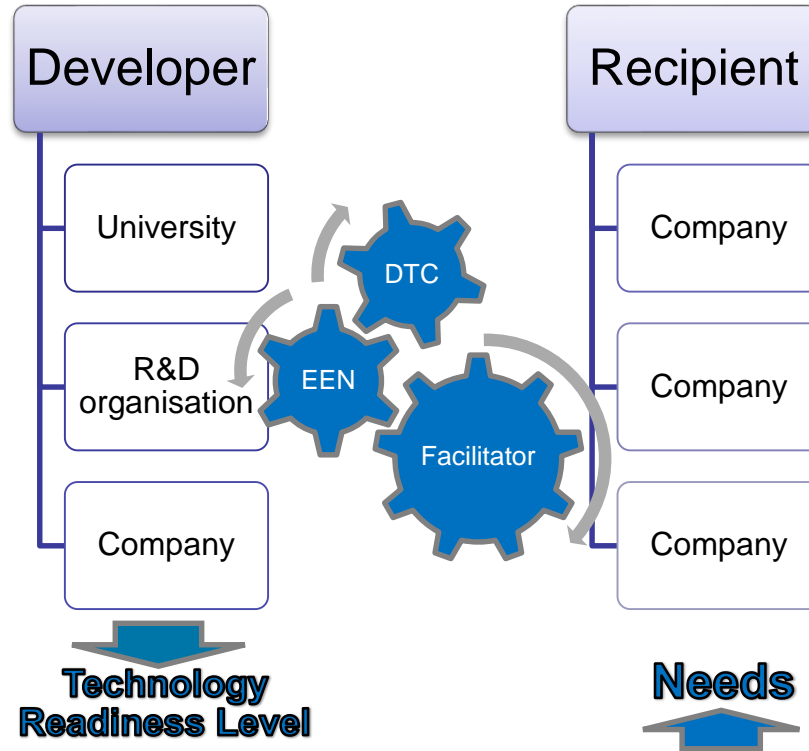 Developer
Recipient
University
R&D
organisation
Company
DTC
EEN
Facilitator
Company
Company
Company
Technology
Readiness Level
Needs